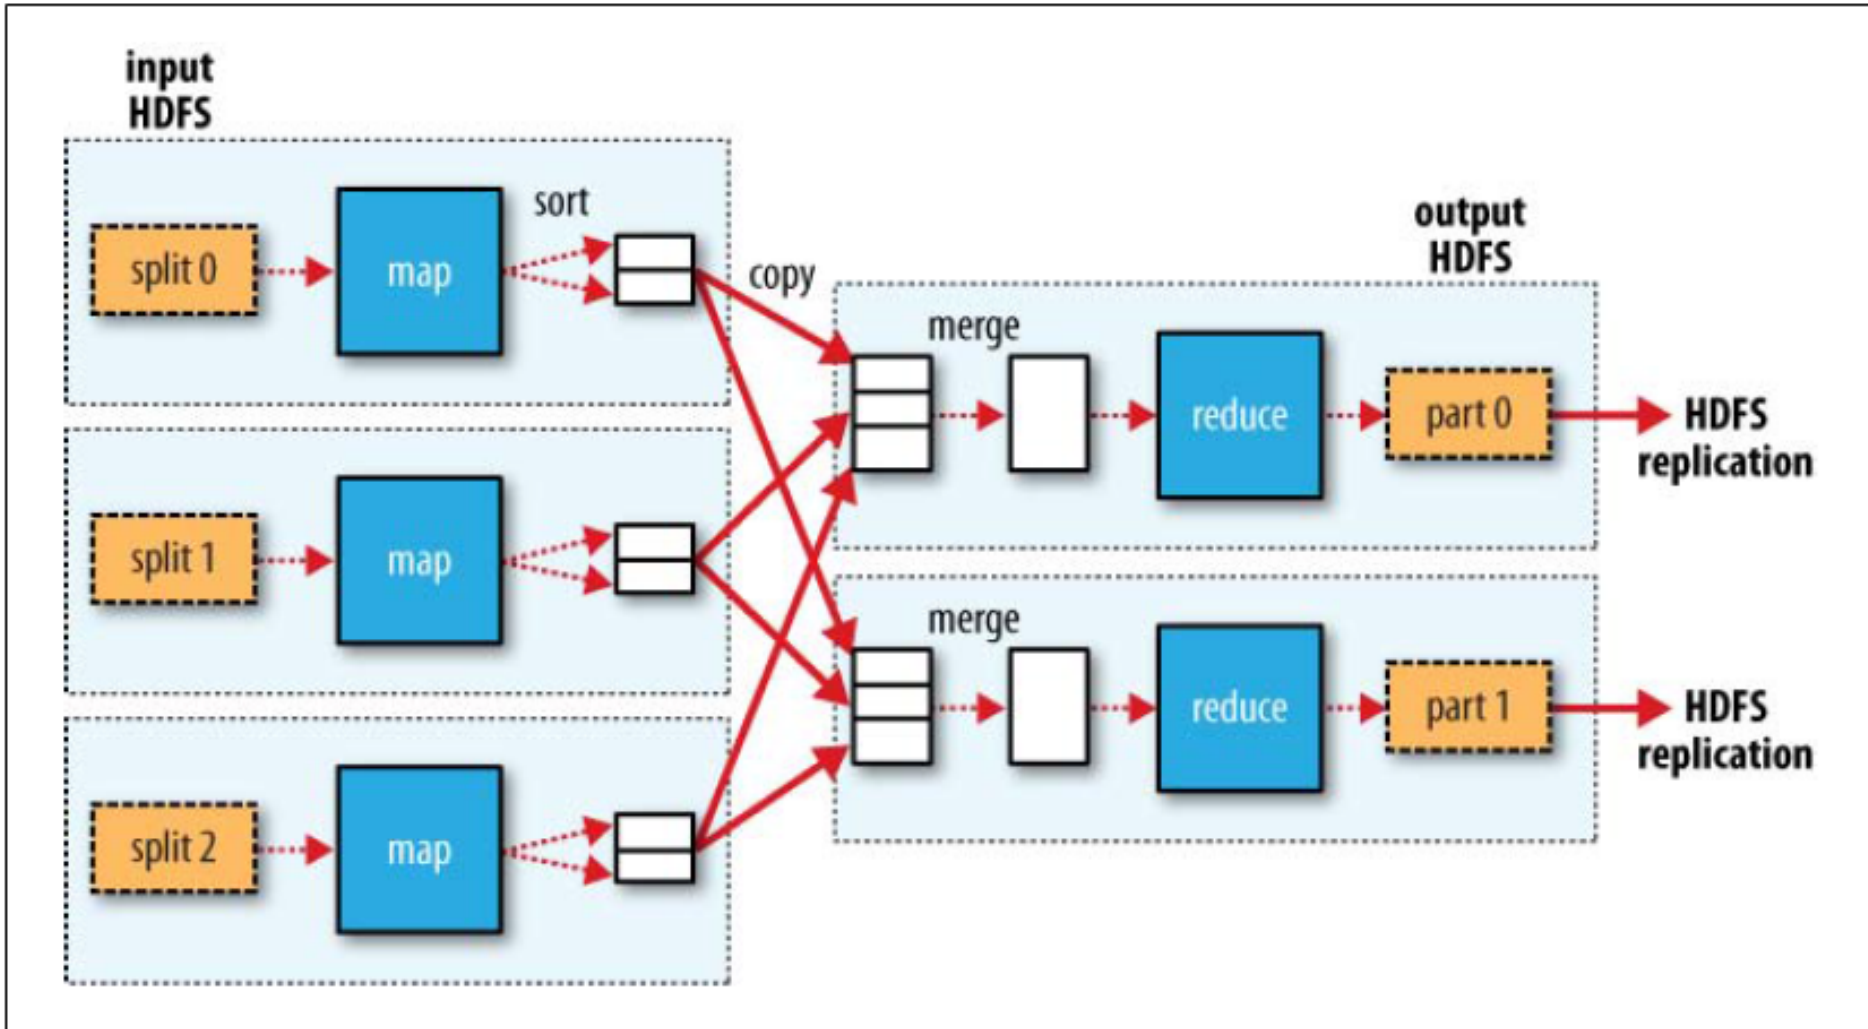 input
HDFS
split 0
map
sort
copy
split 1
map
split 2
map
output
HDFS
merge
reduce
part 0
HDFS
replication
merge
reduce
part 1
HDFS
replication